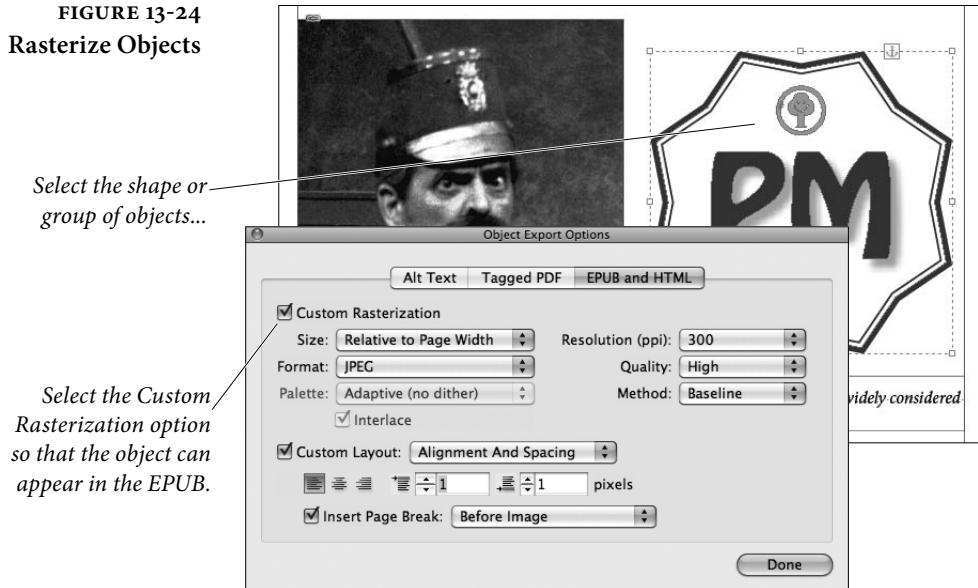 FIGURE 13-24
Rasterize Objects
Select the shape or
group of objects...
PM
Object Export Options
Alt Text Tagged PDF EPUB and HTML
Custom Rasterization
Size: Relative to Page Width Resolution (ppi): 300
Format: JPEG Quality: High
Palette: Adaptive (no dither) Method: Baseline
Interlace
Select the Custom
Rasterization option
so that the object can
appear in the EPUB.
widely considered
Custom Layout: Alignment And Spacing
1 1 pixels
Insert Page Break: Before Image
Done